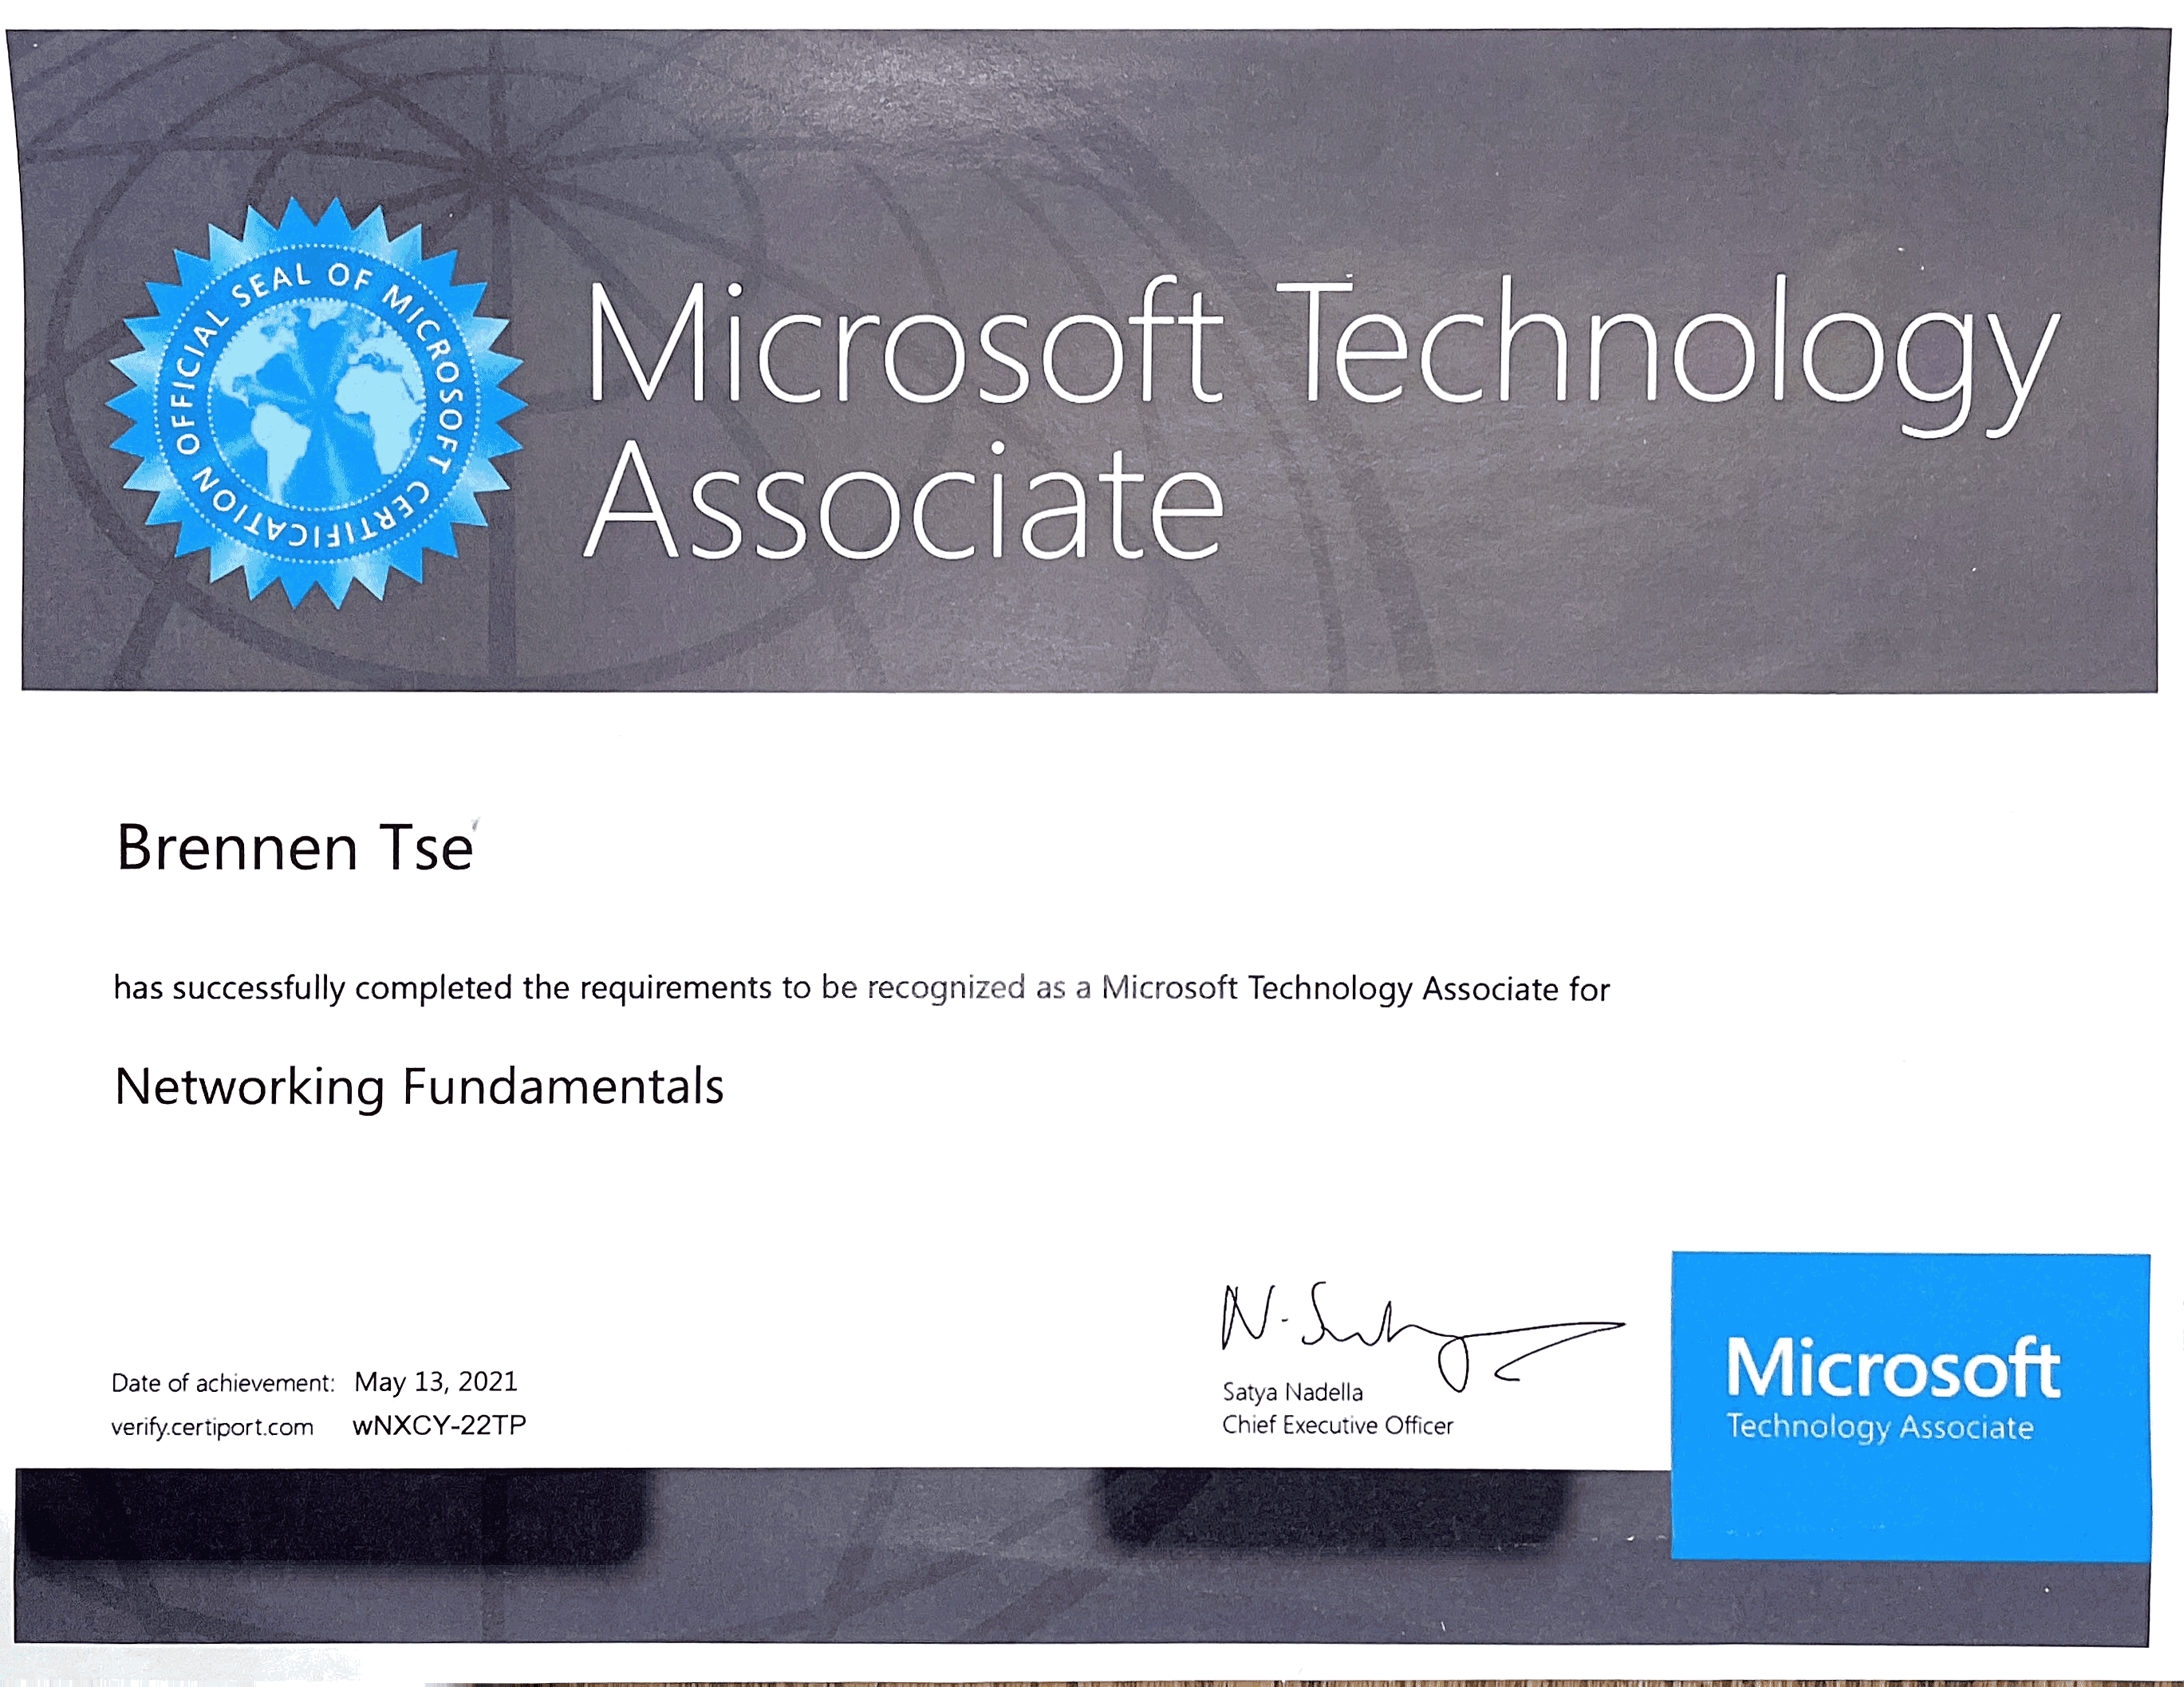 OFFICIAL SEAL OF MICROSOFT CERTIFICATION
Microsoft Technology
Associate
Brennen Tse
has successfully completed the requirements to be recognized as a Microsoft Technology Associate for
Networking Fundamentals
Date of achievement: May 13, 2021
verify.certiport.com wNXCY-22TP
N. Satya
Satya Nadella
Chief Executive Officer
Microsoft
Technology Associate